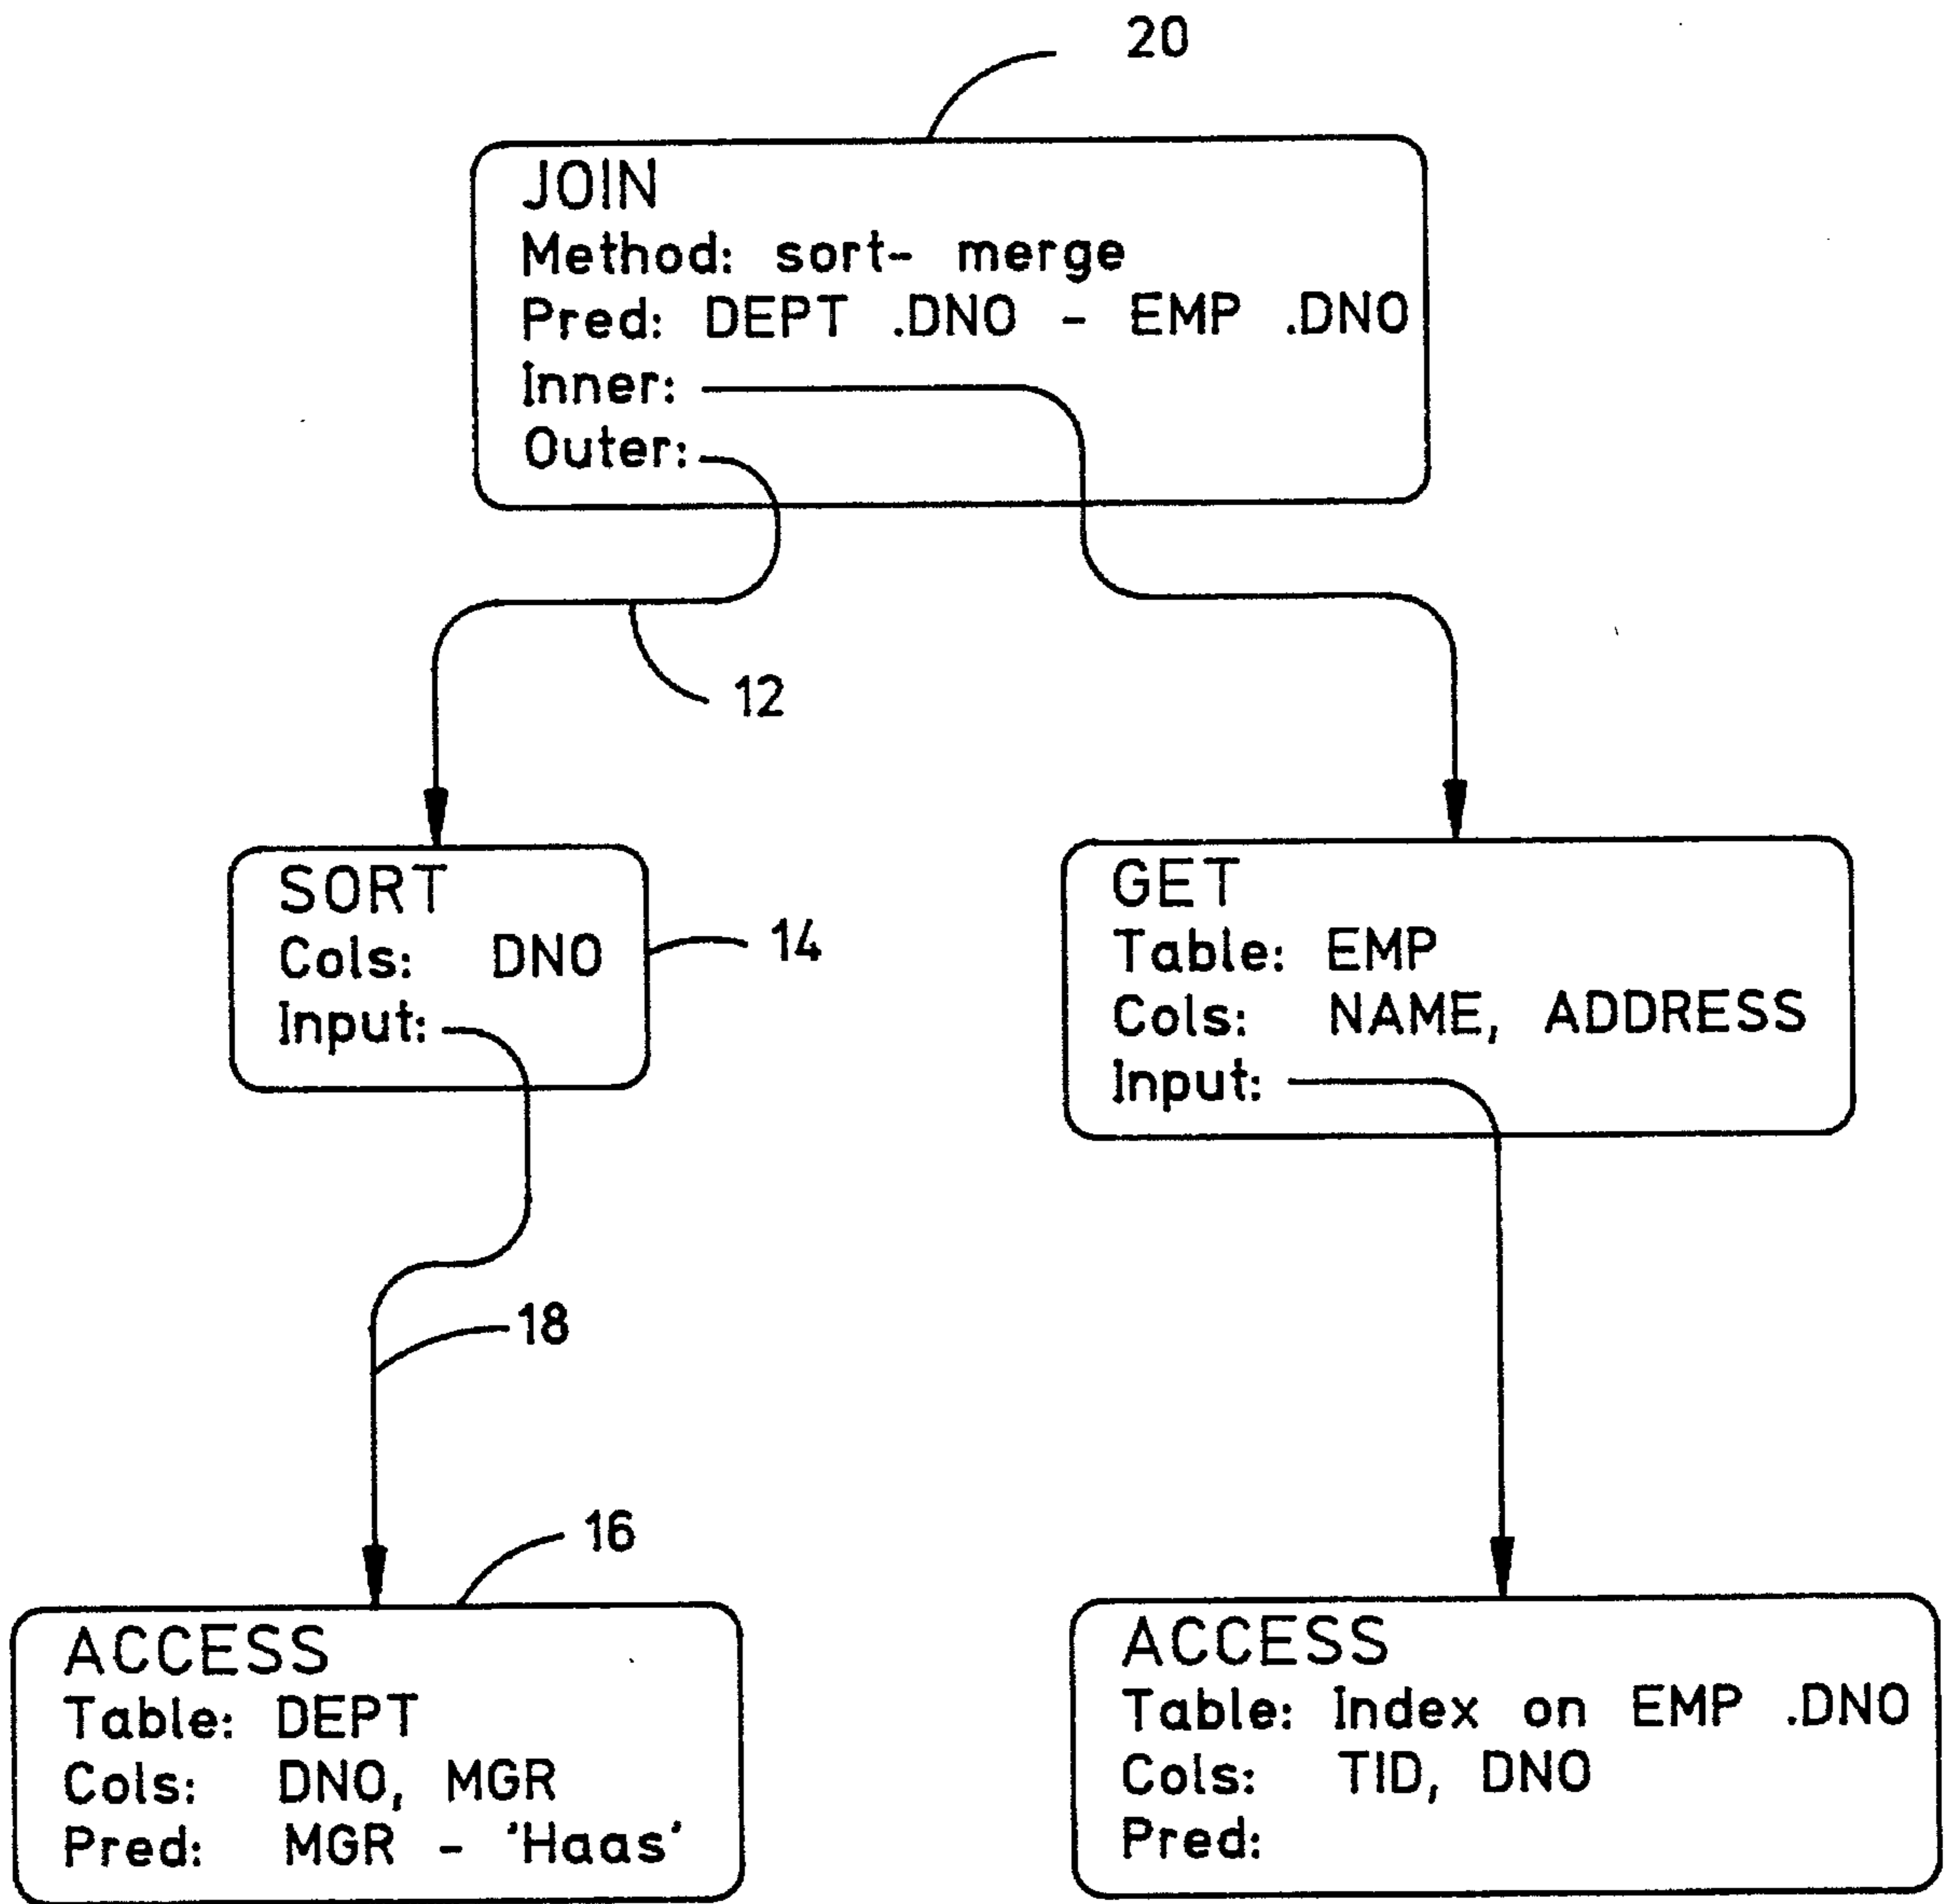 20
JOIN
Method: sort- merge
Pred: DEPT .DNO - EMP .DNO
Inner:
Outer:
12
SORT
Cols: DNO
Input:
14
GET
Table: EMP
Cols: NAME, ADDRESS
Input:
18
16
ACCESS
Table: DEPT
Cols: DNO, MGR
Pred: MGR - 'Haas'
ACCESS
Table: Index on EMP .DNO
Cols: TID, DNO
Pred: